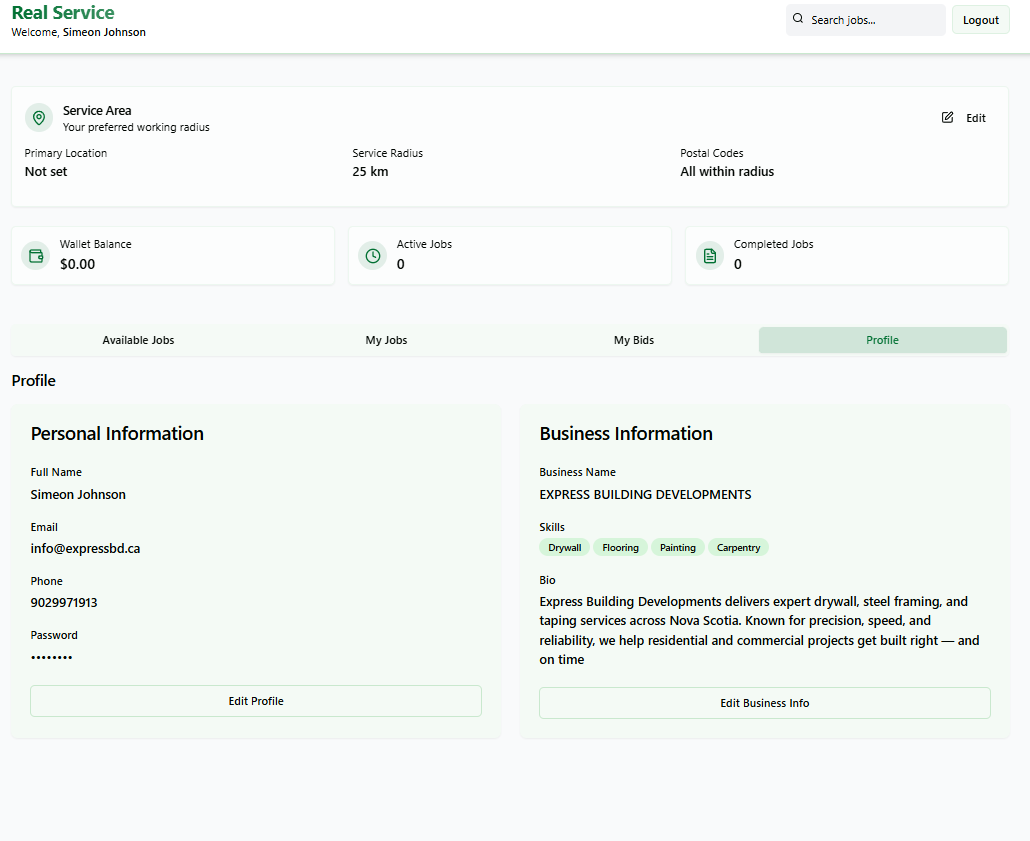 Real Service
Welcome, Simeon Johnson
Search jobs...
Logout
Service Area
Your preferred working radius
Edit
Primary Location
Not set
Service Radius
25 km
Postal Codes
All within radius
Wallet Balance
$0.00
Active Jobs
0
Completed Jobs
0
Available Jobs
My Jobs
My Bids
Profile
Profile
Personal Information
Full Name
Simeon Johnson
Email
info@expressbd.ca
Phone
9029971913
Password
••••••••
Edit Profile
Business Information
Business Name
EXPRESS BUILDING DEVELOPMENTS
Skills
Drywall Flooring Painting Carpentry
Bio
Express Building Developments delivers expert drywall, steel framing, and
taping services across Nova Scotia. Known for precision, speed, and
reliability, we help residential and commercial projects get built right — and
on time
Edit Business Info